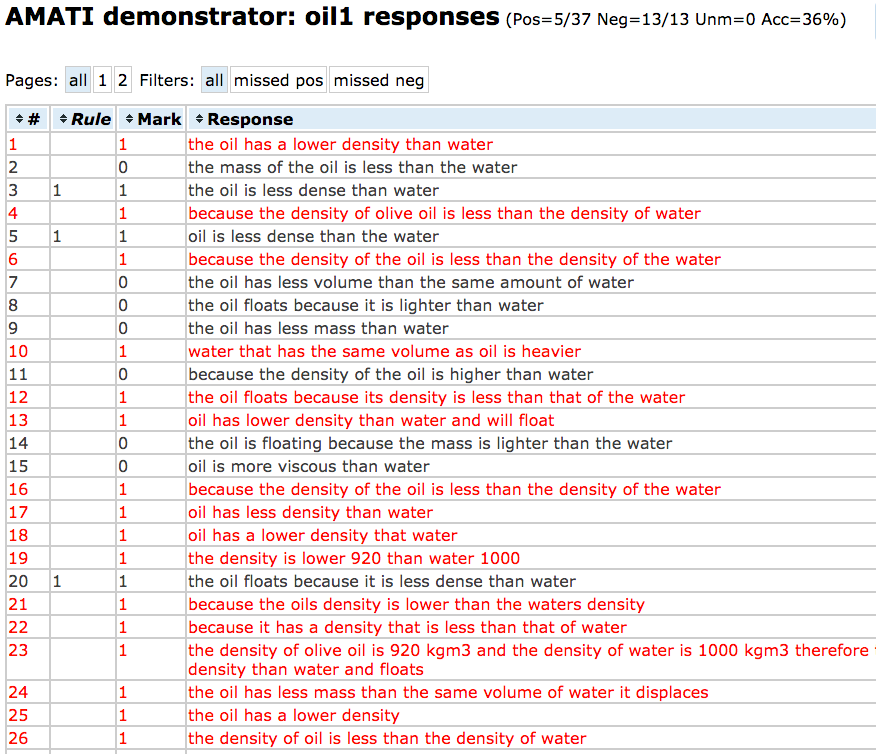 AMATI demonstrator: oil1 responses (Pos=5/37 Neg=13/13 Unm=0 Acc=36%)
Pages: all 1 2 Filters: all missed pos missed neg
# Rule Mark Response
1 1 the oil has a lower density than water
2 0 the mass of the oil is less than the water
3 1 1 the oil is less dense than water
4 1 because the density of olive oil is less than the density of water
5 1 1 oil is less dense than the water
6 1 because the density of the oil is less than the density of the water
7 0 the oil has less volume than the same amount of water
8 0 the oil floats because it is lighter than water
9 0 the oil has less mass than water
10 1 water that has the same volume as oil is heavier
11 0 because the density of the oil is higher than water
12 1 the oil floats because its density is less than that of the water
13 1 oil has lower density than water and will float
14 0 the oil is floating because the mass is lighter than the water
15 0 oil is more viscous than water
16 1 because the density of the oil is less than the density of the water
17 1 oil has less density than water
18 1 oil has a lower density that water
19 1 the density is lower 920 than water 1000
20 1 1 the oil floats because it is less dense than water
21 1 because the oils density is lower than the waters density
22 1 because it has a density that is less than that of water
23 1 the density of olive oil is 920 kgm3 and the density of water is 1000 kgm3 therefore
density than water and floats
24 1 the oil has less mass than the same volume of water it displaces
25 1 the oil has a lower density
26 1 the density of oil is less than the density of water